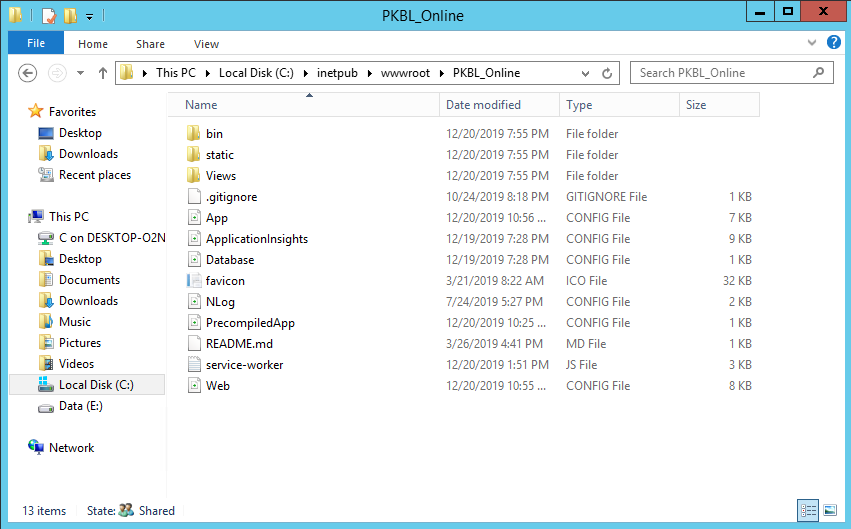 PKBL_Online
File Home Share View
This PC Local Disk (C:) inetpub wwwroot PKBL_Online Search PKBL_Online
Name Date modified Type Size
Favorites
Desktop
Downloads
Recent places
This PC
C on DESKTOP-O2N
Desktop
Documents
Downloads
Music
Pictures
Videos
Local Disk (C:)
Data (E:)
Network
bin 12/20/2019 7:55 PM File folder
static 12/20/2019 7:55 PM File folder
Views 12/20/2019 7:55 PM File folder
.gitignore 10/24/2019 8:18 PM GITIGNORE File 1 KB
App 12/20/2019 10:56 ... CONFIG File 7 KB
ApplicationInsights 12/19/2019 7:28 PM CONFIG File 9 KB
Database 12/19/2019 7:28 PM CONFIG File 1 KB
favicon 3/21/2019 8:22 AM ICO File 32 KB
NLog 7/24/2019 5:27 PM CONFIG File 2 KB
PrecompiledApp 12/20/2019 10:25 ... CONFIG File 1 KB
README.md 3/26/2019 4:41 PM MD File 1 KB
service-worker 12/20/2019 1:51 PM JS File 3 KB
Web 12/20/2019 10:55 ... CONFIG File 8 KB
13 items State: Shared